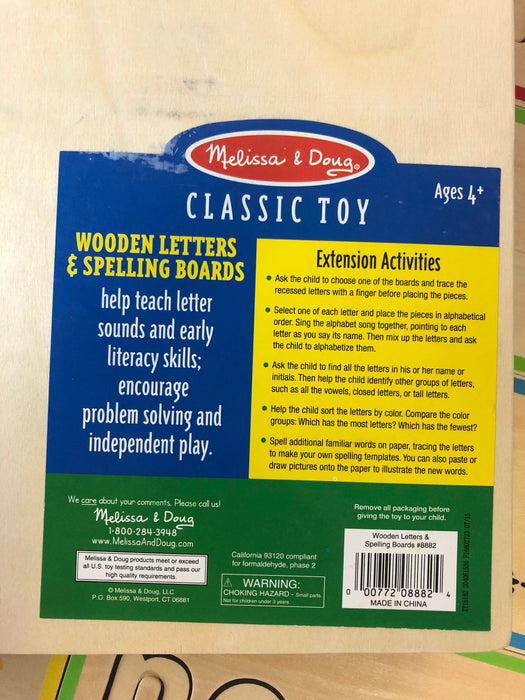 Melissa & Doug®
CLASSIC TOY
Ages 4+
WOODEN LETTERS
& SPELLING BOARDS
help teach letter
sounds and early
literacy skills;
encourage
problem solving and
independent play.
Extension Activities
• Ask the child to choose one of the boards and trace the
recessed letters with a finger before placing the pieces.
• Select one of each letter and place the pieces in alphabetical
order. Sing the alphabet song together, pointing to each
letter as you say its name. Then mix up the letters and ask
the child to alphabetize them.
• Ask the child to find all the letters in his or her name or
initials. Then help the child identify other groups of letters,
such as all the vowels, closed letters, or tall letters.
• Help the child sort the letters by color. Compare the color
groups: Which has the most letters? Which has the fewest?
• Spell additional familiar words on paper, tracing the letters
to make your own spelling templates. You can also paste or
draw pictures onto the paper to illustrate the new words.
We care about your comments. Please call us!
Melissa & Doug
1-800-284-3948
www.MelissaAndDoug.com
Melissa & Doug products meet or exceed
all U.S. toy testing standards and pass our
high quality requirements.
© Melissa & Doug, LLC
P.O. Box 590, Westport, CT 06881
California 93120 compliant
for formaldehyde, phase 2
WARNING:
CHOKING HAZARD - Small parts.
Not for children under 3 years.
Remove all packaging before
giving the toy to your child.
Wooden Letters &
Spelling Boards #8882
0 00772 08882 4
MADE IN CHINA